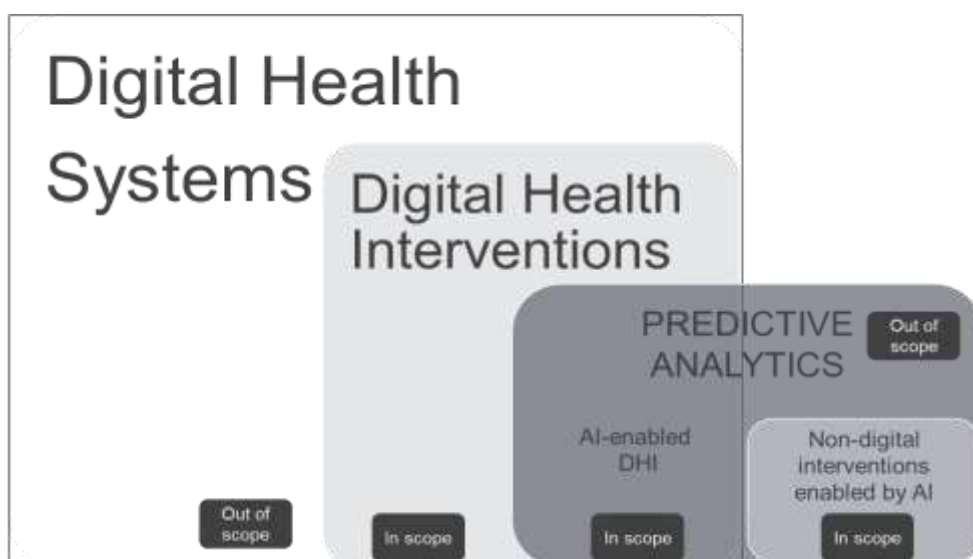 Digital Health
Systems
Digital Health
Interventions
PREDICTIVE
ANALYTICS
Out of
scope
AI-enabled
DHI
Non-digital
interventions
enabled by AI
Out of
scope
In scope
In scope
In scope